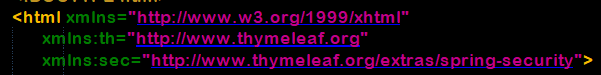 <html xmlns="http://www.w3.org/1999/xhtml"
xmlns:th="http://www.thymeleaf.org"
xmlns:sec="http://www.thymeleaf.org/extras/spring-security">